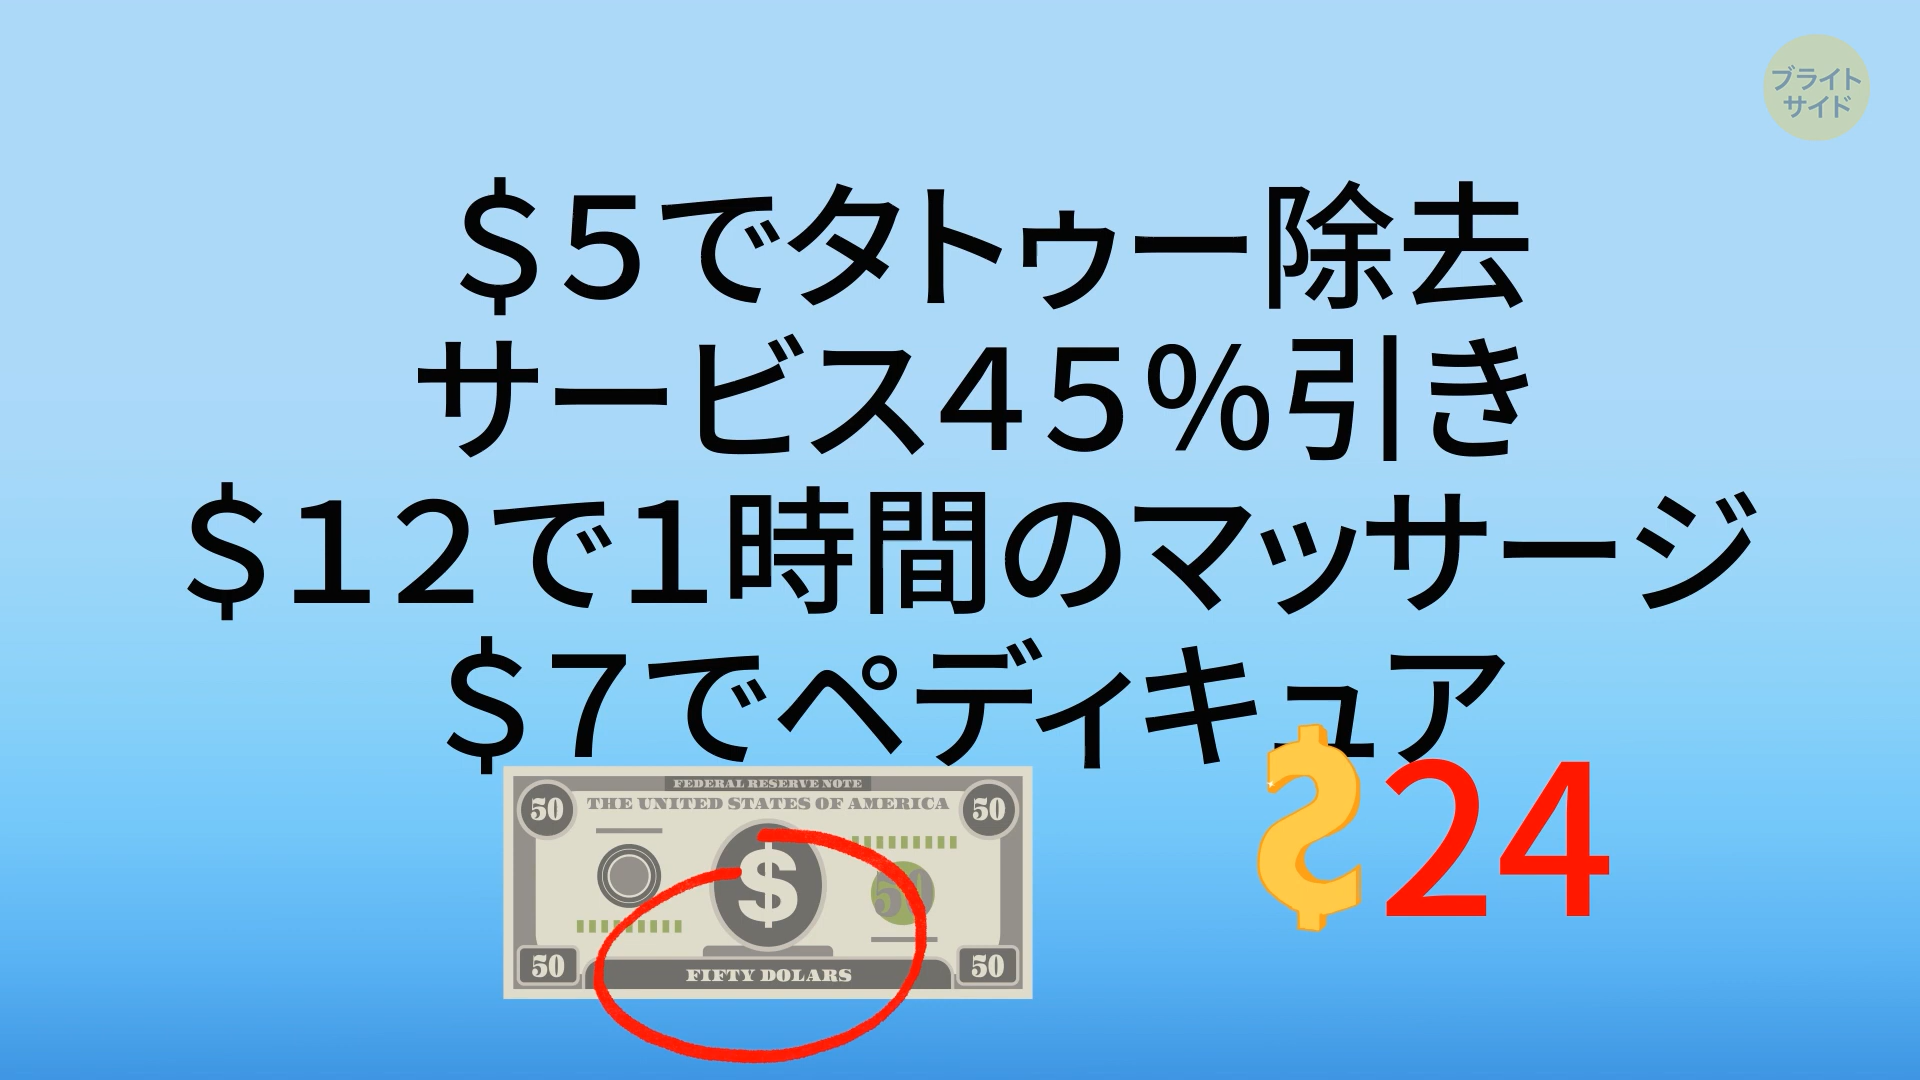 ブライト
サイド
＄５でタトゥー除去
サービス４５％引き
＄１２で１時間のマッサージ
＄７でペディキュア
FEDERAL RESERVE NOTE
THE UNITED STATES OF AMERICA
50
50
$
50
50
FIFTY DOLARS
50
$24